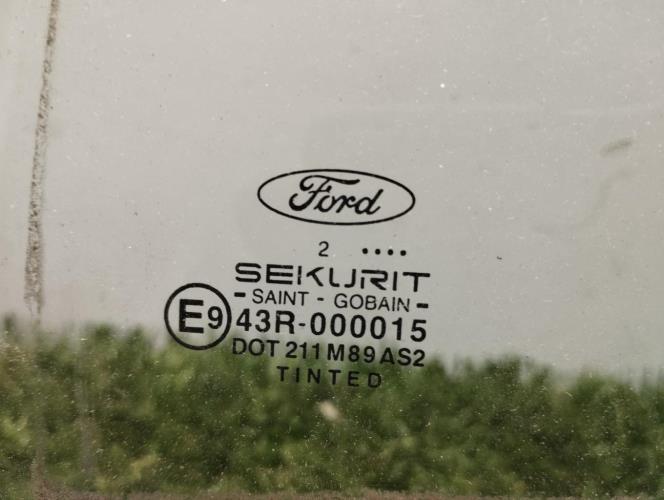 Ford
2 ••••
SEKURIT
- SAINT - GOBAIN -
E9 43R-000015
DOT 211 M89 AS2
TINTED